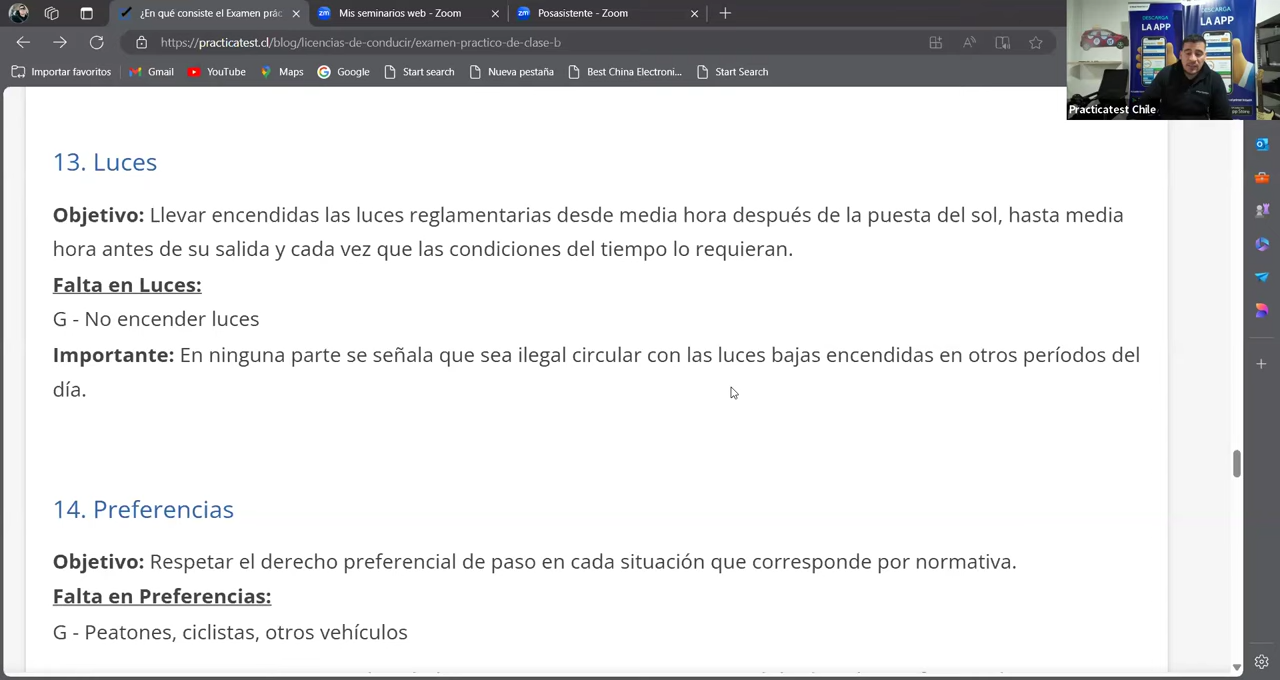 ¿En qué consiste el Examen prác
Mis seminarios web - Zoom
Posasistente - Zoom
https://practicatest.cl/blog/licencias-de-conducir/examen-practico-de-clase-b
Importar favoritos
Gmail
YouTube
Maps
Google
Start search
Nueva pestaña
Best China Electroni...
Start Search
DESCARGA
LA APP
DESCARGA
LA APP
Practicatest Chile
13. Luces
Objetivo: Llevar encendidas las luces reglamentarias desde media hora después de la puesta del sol, hasta media
hora antes de su salida y cada vez que las condiciones del tiempo lo requieran.
Falta en Luces:
G - No encender luces
Importante: En ninguna parte se señala que sea ilegal circular con las luces bajas encendidas en otros períodos del
día.
14. Preferencias
Objetivo: Respetar el derecho preferencial de paso en cada situación que corresponde por normativa.
Falta en Preferencias:
G - Peatones, ciclistas, otros vehículos